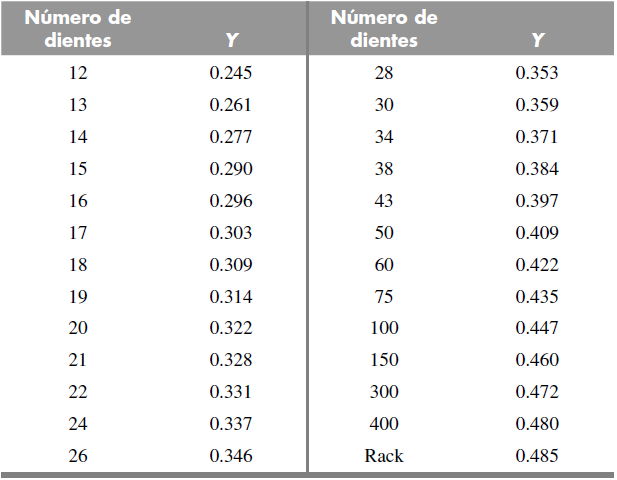 Número de dientes Y Número de dientes Y
12 0.245 28 0.353
13 0.261 30 0.359
14 0.277 34 0.371
15 0.290 38 0.384
16 0.296 43 0.397
17 0.303 50 0.409
18 0.309 60 0.422
19 0.314 75 0.435
20 0.322 100 0.447
21 0.328 150 0.460
22 0.331 300 0.472
24 0.337 400 0.480
26 0.346 Rack 0.485